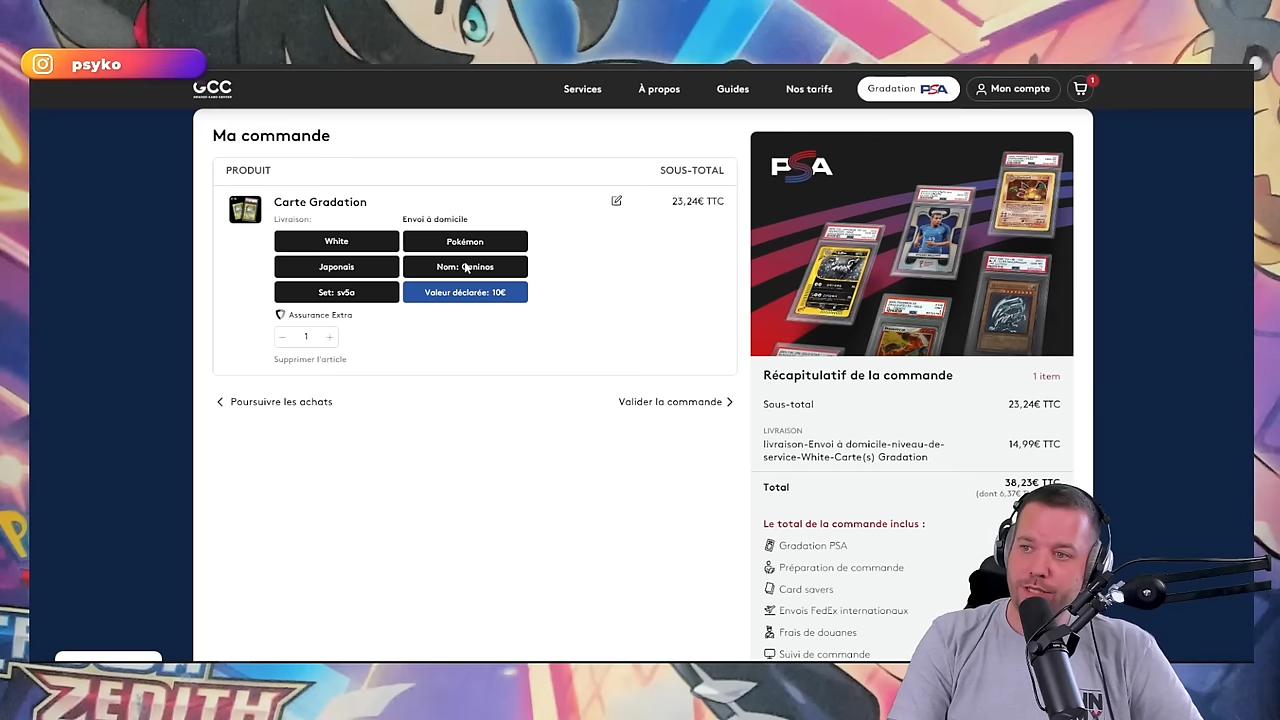 psyko
GCC
Services
À propos
Guides
Nos tarifs
Gradation PSA
Mon compte
1
Ma commande
PRODUIT
SOUS-TOTAL
Carte Gradation
23,24€ TTC
Livraison:
Envoi à domicile
White
Pokémon
Japonais
Nom:
Set: sv5a
Valeur déclarée: 10€
Assurance Extra
− 1 +
Supprimer l'article
Poursuivre les achats
Valider la commande
PSA
Récapitulatif de la commande
1 item
Sous-total
23,24€ TTC
LIVRAISON
livraison-Envoi à domicile-niveau-de-
service-White-Carte(s) Gradation
14,99€ TTC
Total
38,23€ TTC
(dont 6,37€
Le total de la commande inclus :
Gradation PSA
Préparation de commande
Card savers
Envois FedEx internationaux
Frais de douanes
Suivi de commande
ZENITH